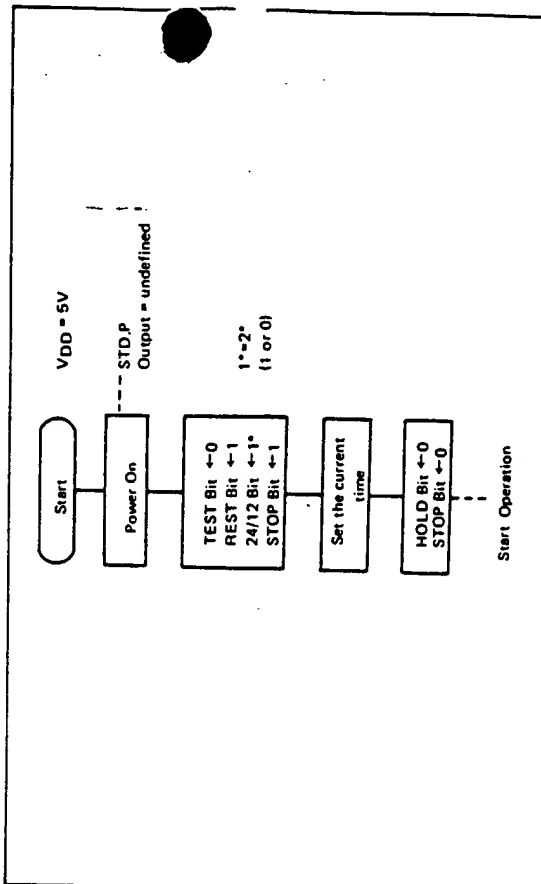 Start
VDD = 5V
Power On
STD.P
Output = undefined
TEST Bit ←0
REST Bit ←1
24/12 Bit ←1*
STOP Bit ←1
1*=2*
(1 or 0)
Set the current
time
HOLD Bit ←0
STOP Bit ←0
Start Operation